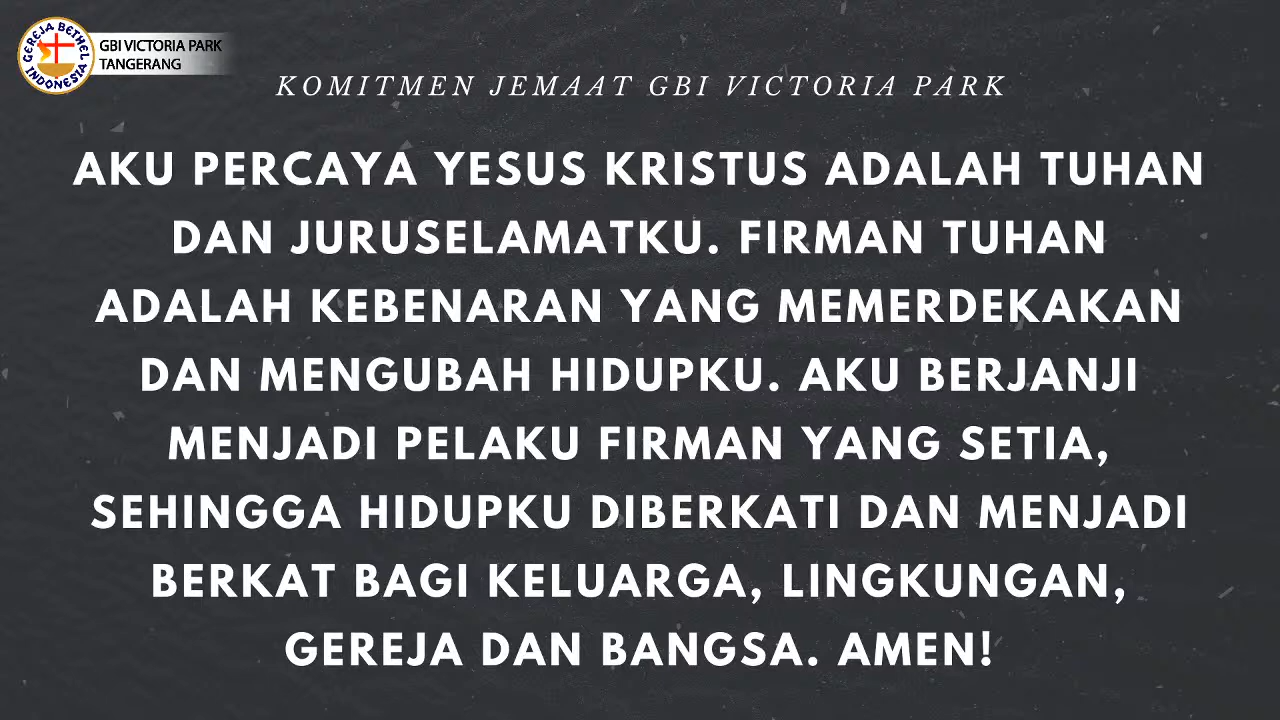 GEREJA BETHEL INDONESIA
GBI VICTORIA PARK
TANGERANG
KOMITMEN JEMAAT GBI VICTORIA PARK
AKU PERCAYA YESUS KRISTUS ADALAH TUHAN
DAN JURUSELAMATKU. FIRMAN TUHAN
ADALAH KEBENARAN YANG MEMERDEKAKAN
DAN MENGUBAH HIDUPKU. AKU BERJANJI
MENJADI PELAKU FIRMAN YANG SETIA,
SEHINGGA HIDUPKU DIBERKATI DAN MENJADI
BERKAT BAGI KELUARGA, LINGKUNGAN,
GEREJA DAN BANGSA. AMEN!